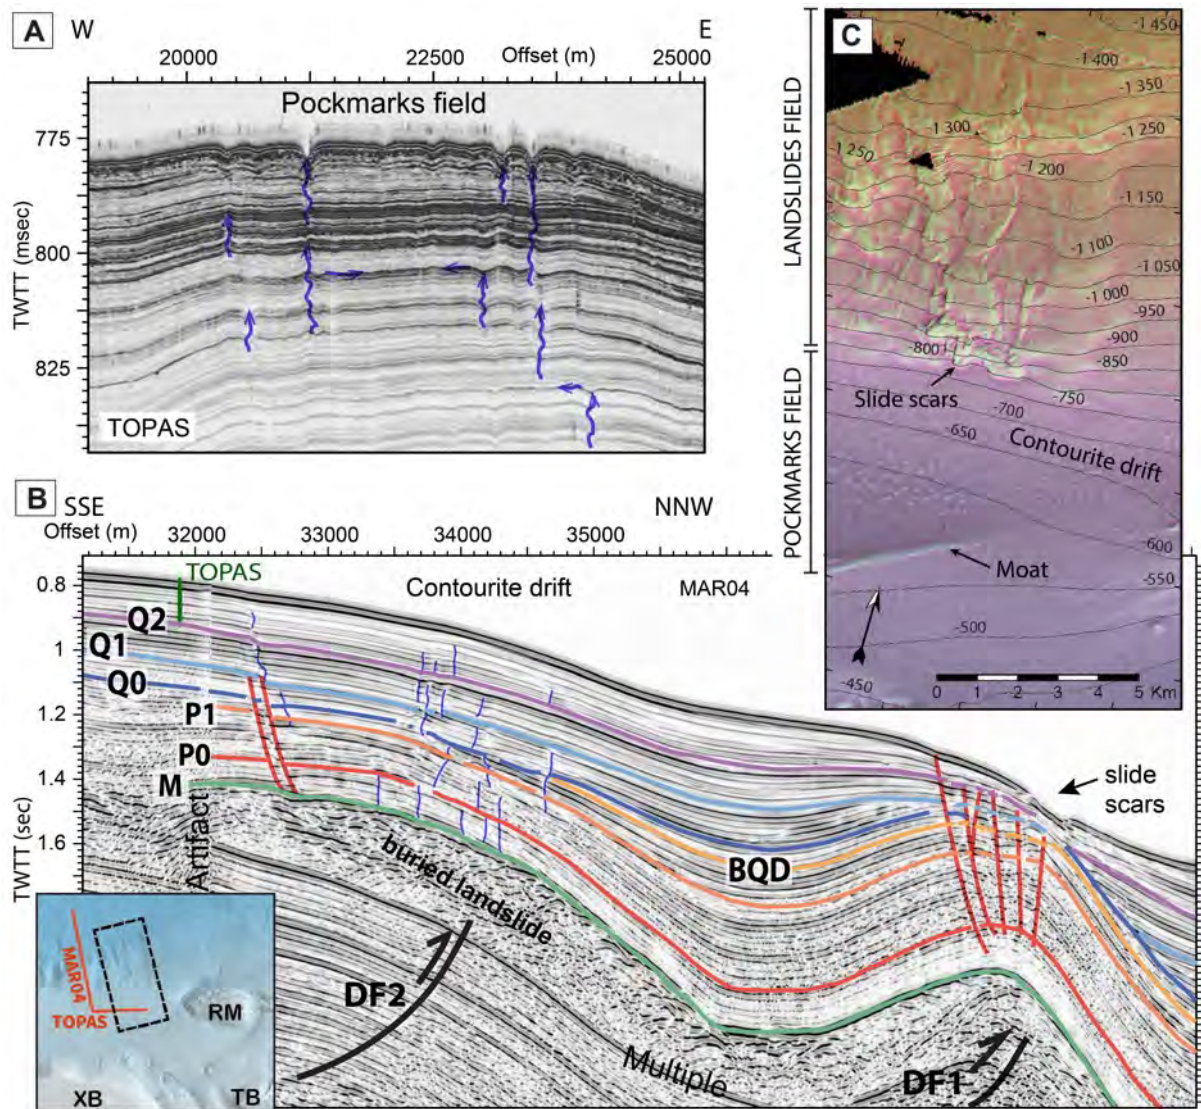 A
W
E
20000
22500
Offset (m)
25000
Pockmarks field
775
800
825
TWTT (msec)
TOPAS
C
LANDSLIDES FIELD
POCKMARKS FIELD
-1 450
-1 400
-1 350
-1 300
-1 250
-1 250
-1 200
-1 150
-1 100
-1 050
-1 000
-950
-900
-800
-850
Slide scars
-750
-700
-650
Contourite drift
-600
Moat
-550
-500
-450
0 1 2 3 4 5 Km
B
SSE
NNW
Offset (m)
32000
33000
34000
35000
TOPAS
Contourite drift
MAR04
0.8
1
1.2
1.4
1.6
TWTT (sec)
Q2
Q1
Q0
P1
P0
M
Artifact
buried landslide
BQD
slide
scars
DF2
DF1
Multiple
MAR04
TOPAS
RM
XB
TB